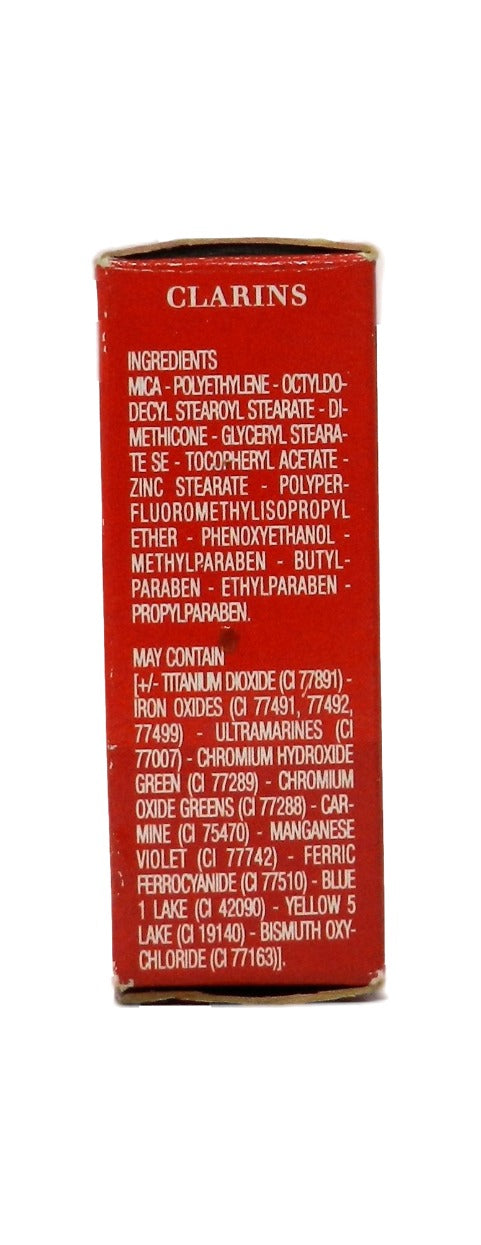 CLARINS
INGREDIENTS
MICA - POLYETHYLENE - OCTYLDO-
DECYL STEAROYL STEARATE - DI-
METHICONE - GLYCERYL STEARA-
TE SE - TOCOPHERYL ACETATE -
ZINC STEARATE - POLYPER-
FLUOROMETHYLISOPROPYL
ETHER - PHENOXYETHANOL -
METHYLPARABEN - BUTYL-
PARABEN - ETHYLPARABEN -
PROPYLPARABEN.
MAY CONTAIN
[+/- TITANIUM DIOXIDE (CI 77891) -
IRON OXIDES (CI 77491, 77492,
77499) - ULTRAMARINES (CI
77007) - CHROMIUM HYDROXIDE
GREEN (CI 77289) - CHROMIUM
OXIDE GREENS (CI 77288) - CAR-
MINE (CI 75470) - MANGANESE
VIOLET (CI 77742) - FERRIC
FERROCYANIDE (CI 77510) - BLUE
1 LAKE (CI 42090) - YELLOW 5
LAKE (CI 19140) - BISMUTH OXY-
CHLORIDE (CI 77163)].